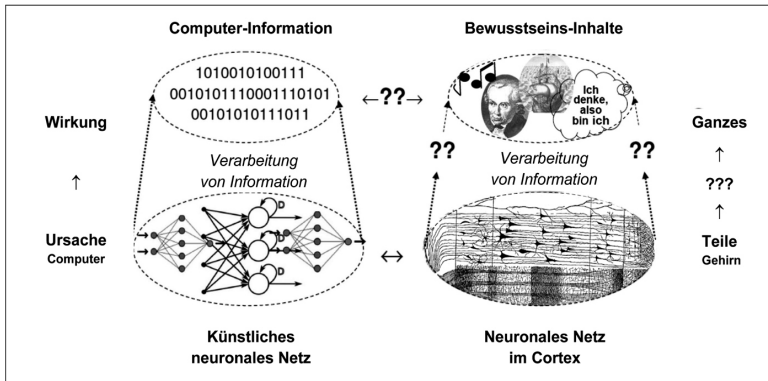 Computer-Information
Bewusstseins-Inhalte
1010010100111
00101011100011110101
00101010111011
←??→
Ich
denke,
also
bin ich
Wirkung
Ganzes
↑
??
??
↑
Verarbeitung
von Information
Verarbeitung
von Information
???
↑
D
D
D
Ursache
Computer
↔
Teile
Gehirn
Künstliches
neuronales Netz
Neuronales Netz
im Cortex